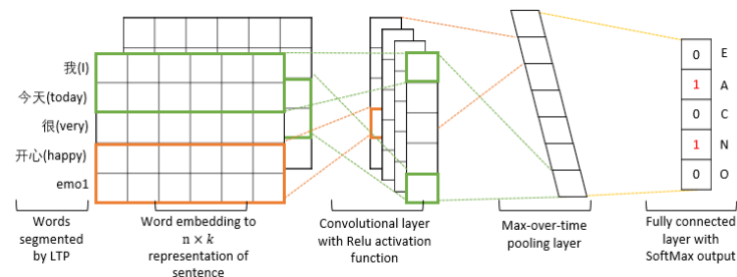 我(I)
今天(today)
很(very)
开心(happy)
emo1
0 E
1 A
0 C
1 N
0 O
Words
segmented
by LTP
Word embedding to
n × k
representation of
sentence
Convolutional layer
with Relu activation
function
Max-over-time
pooling layer
Fully connected
layer with
SoftMax output